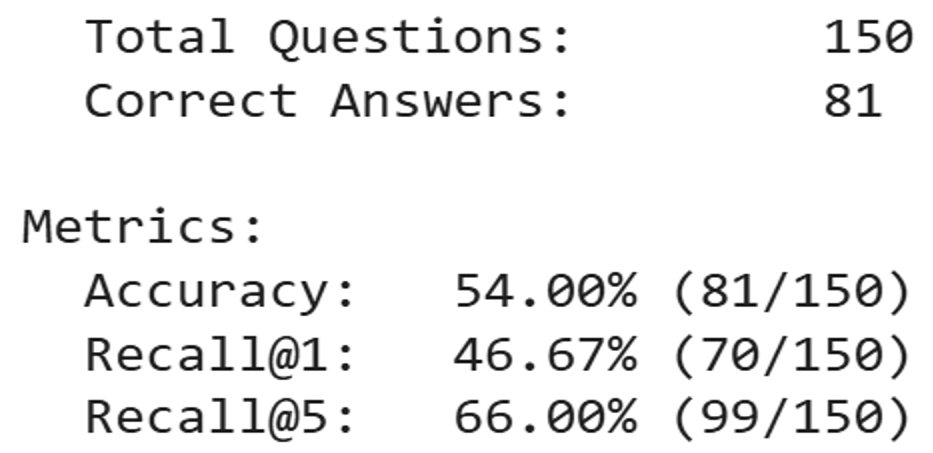 Total Questions: 150
Correct Answers: 81
Metrics:
Accuracy: 54.00% (81/150)
Recall@1: 46.67% (70/150)
Recall@5: 66.00% (99/150)